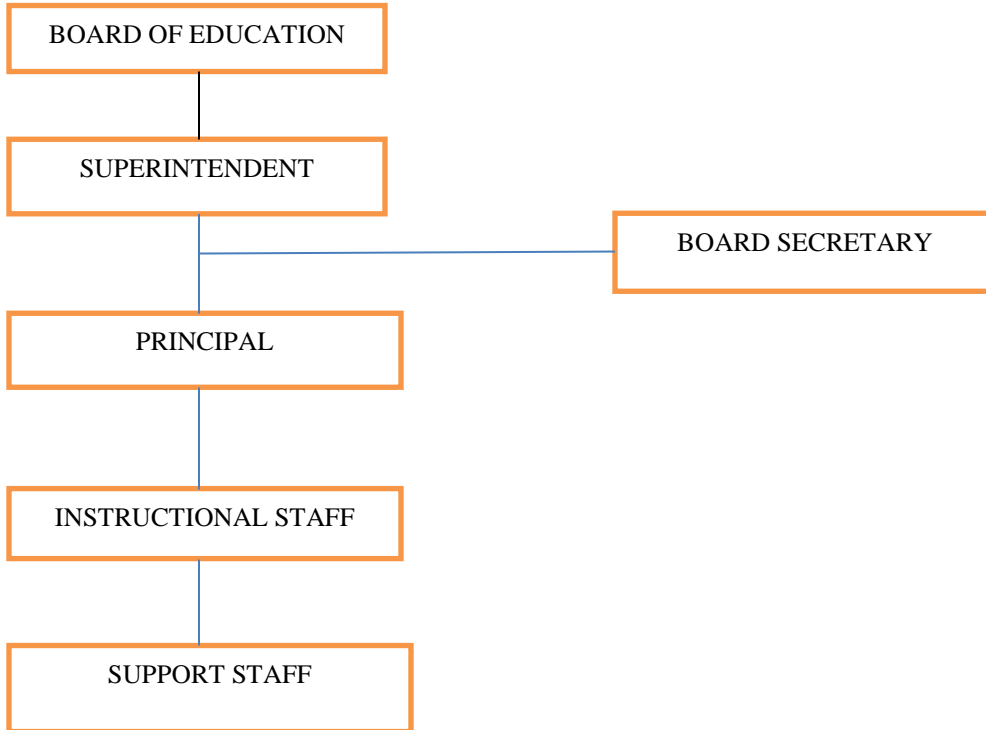 BOARD OF EDUCATION
SUPERINTENDENT
BOARD SECRETARY
PRINCIPAL
INSTRUCTIONAL STAFF
SUPPORT STAFF